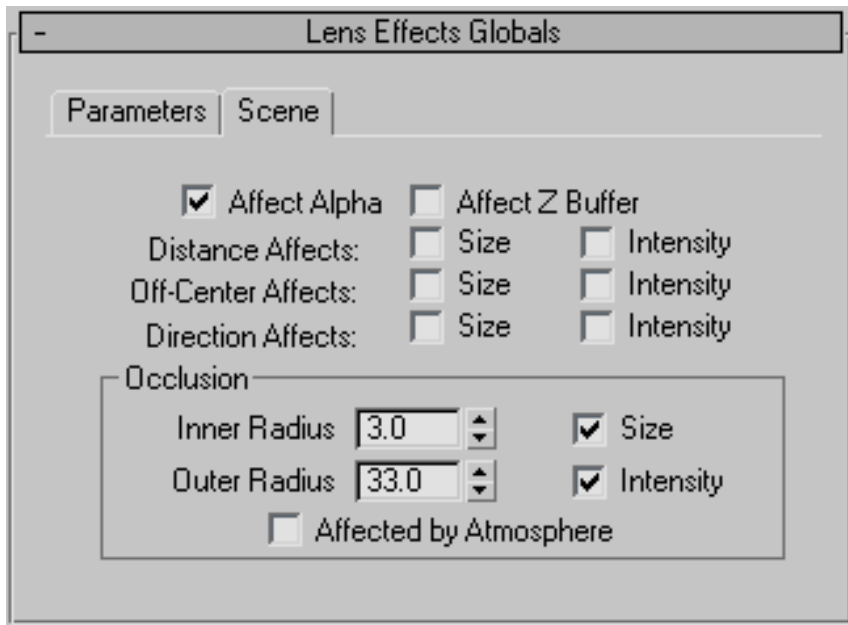 - Lens Effects Globals
Parameters Scene
Affect Alpha Affect Z Buffer
Distance Affects: Size Intensity
Off-Center Affects: Size Intensity
Direction Affects: Size Intensity
Occlusion
Inner Radius 3.0 Size
Outer Radius 33.0 Intensity
Affected by Atmosphere